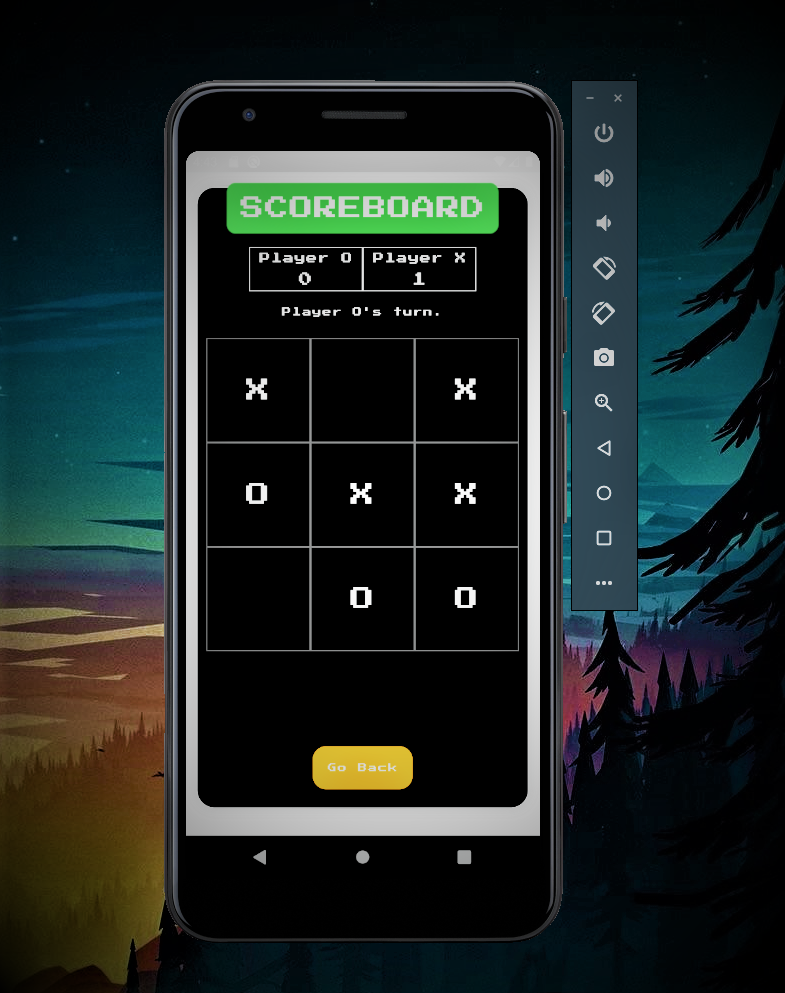 SCOREBOARD
Player O Player X
0 1
Player O's turn.
X X
O X X
O O
Go Back